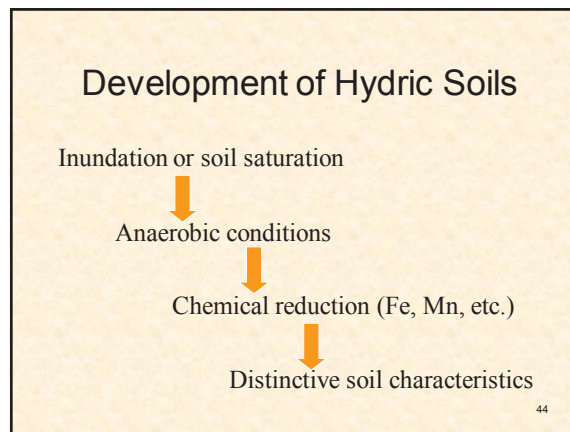 Development of Hydric Soils
Inundation or soil saturation
Anaerobic conditions
Chemical reduction (Fe, Mn, etc.)
Distinctive soil characteristics
44